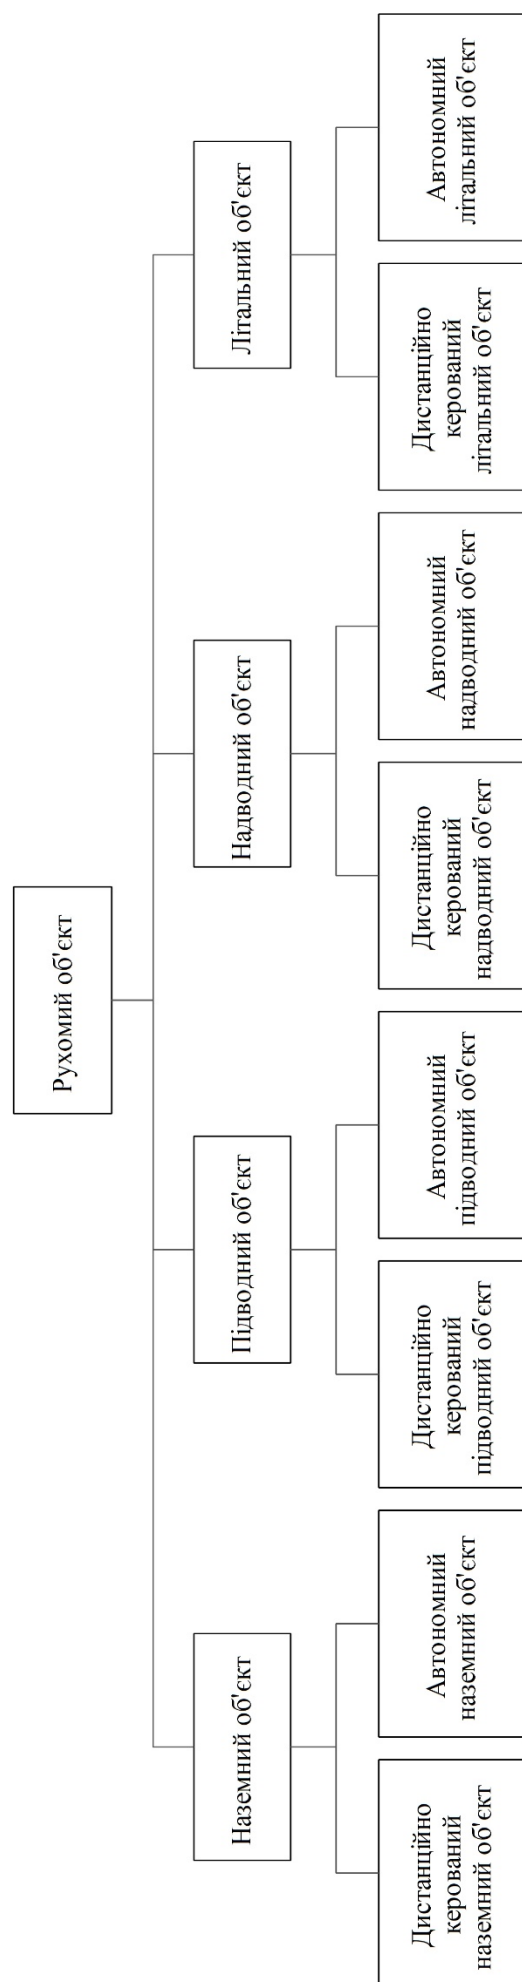 Рухомий об'єкт
Наземний об'єкт
Підводний об'єкт
Надводний об'єкт
Літальний об'єкт
Дистанційно
керований
наземний об'єкт
Автономний
наземний об'єкт
Дистанційно
керований
підводний об'єкт
Автономний
підводний об'єкт
Дистанційно
керований
надводний об'єкт
Автономний
надводний об'єкт
Дистанційно
керований
літальний об'єкт
Автономний
літальний об'єкт